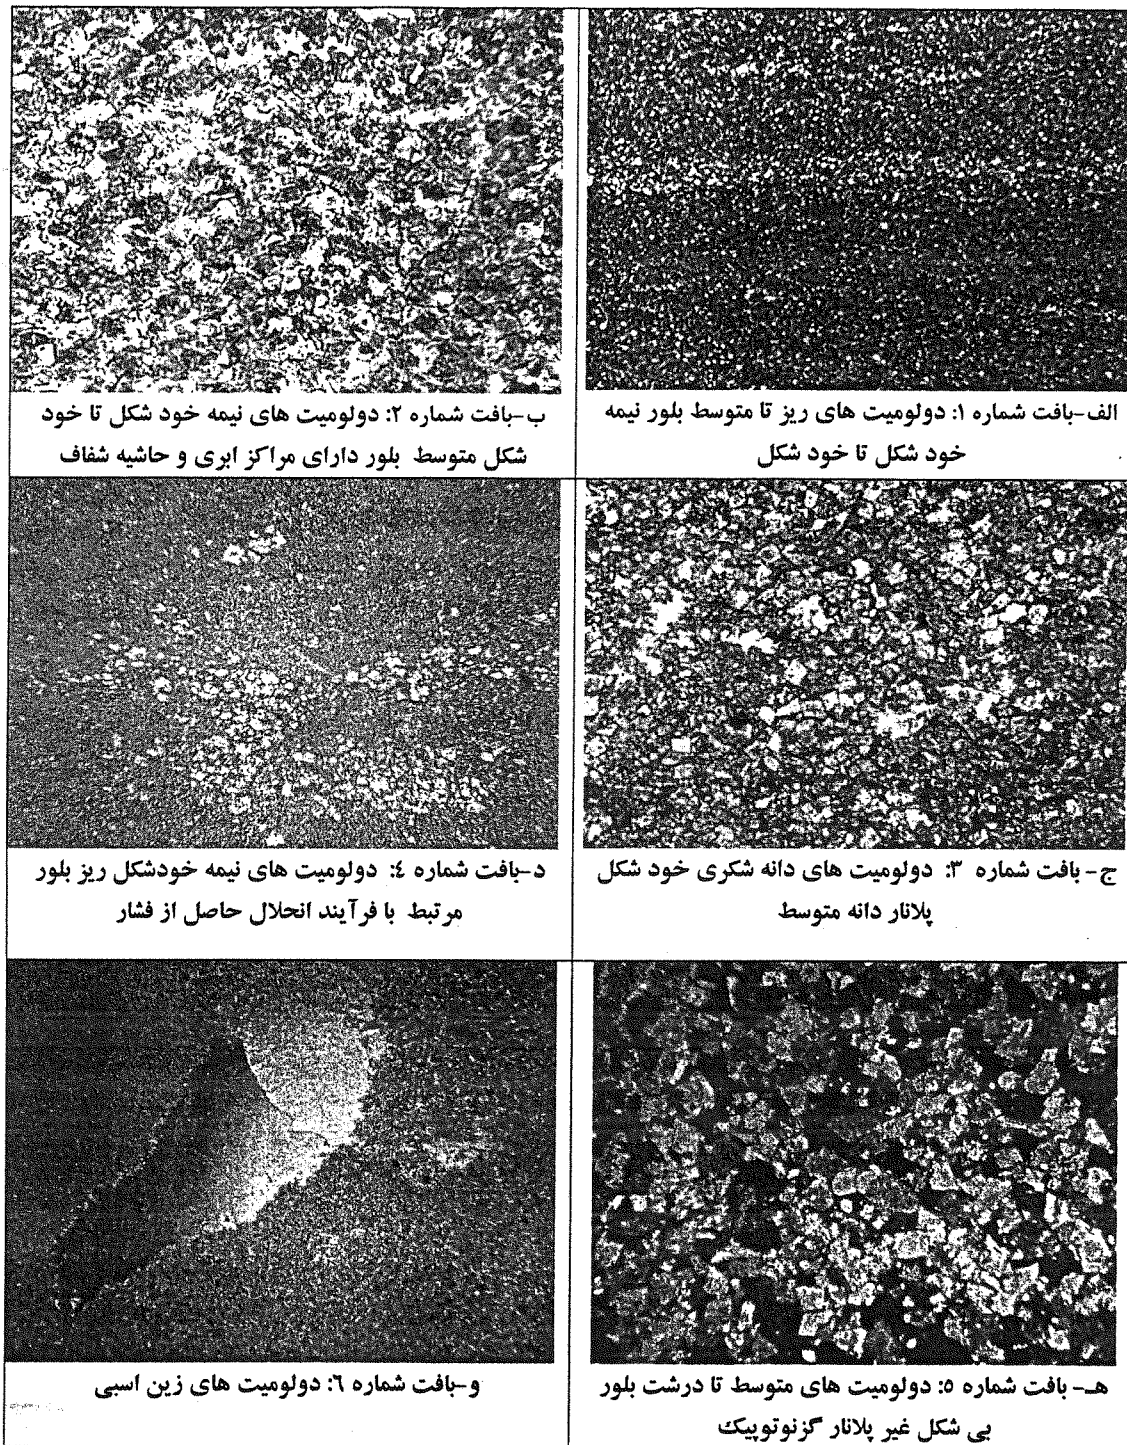 الف-بافت شماره ۱: دولومیت های ریز تا متوسط بلور نیمه
خود شکل تا خود شکل
ب-بافت شماره ۲: دولومیت های نیمه خود شکل تا خود
شکل متوسط بلور دارای مراکز ابری و حاشیه شفاف
ج- بافت شماره ۳: دولومیت های دانه شکری خود شکل
پلانار دانه متوسط
د-بافت شماره ٤: دولومیت های نیمه خودشکل ریز بلور
مرتبط با فرآیند انحلال حاصل از فشار
هـ- بافت شماره ٥: دولومیت های متوسط تا درشت بلور
بی شکل غیر پلانار گزنوتوپیک
و-بافت شماره ٦: دولومیت های زین اسبی